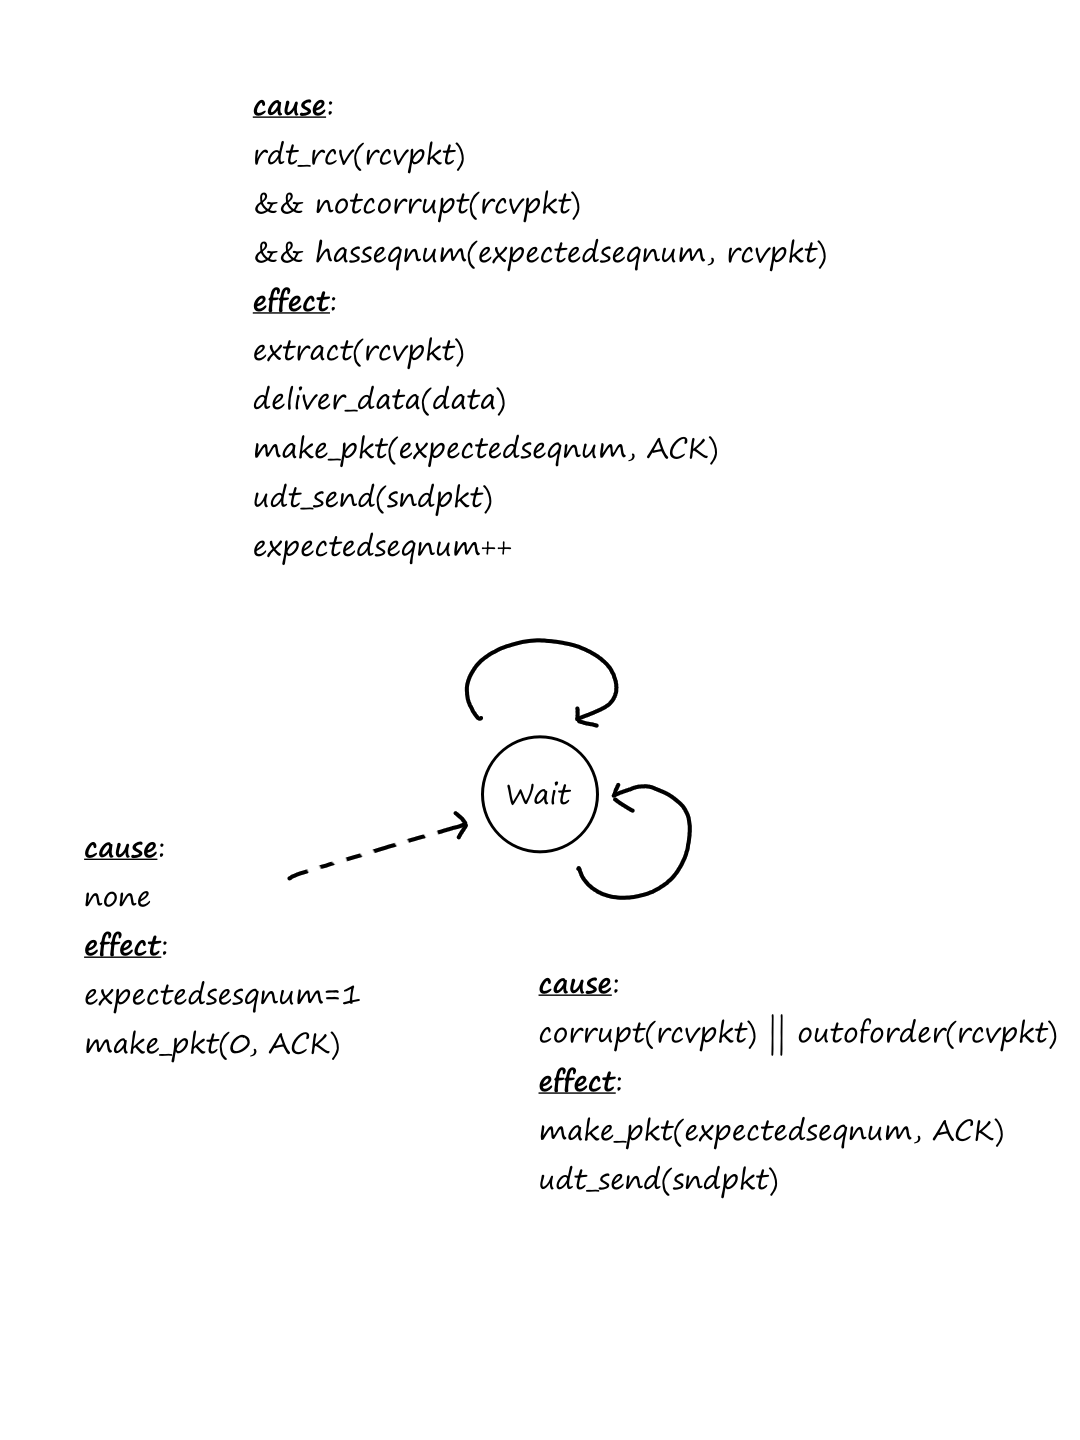 cause:
rdt_rcv(rcvpkt)
&& notcorrupt(rcvpkt)
&& hasseqnum(expectedseqnum, rcvpkt)
effect:
extract(rcvpkt)
deliver_data(data)
make_pkt(expectedseqnum, ACK)
udt_send(sndpkt)
expectedseqnum++
Wait
cause:
none
effect:
expectedsesqnum=1
make_pkt(0, ACK)
cause:
corrupt(rcvpkt) || outoforder(rcvpkt)
effect:
make_pkt(expectedseqnum, ACK)
udt_send(sndpkt)